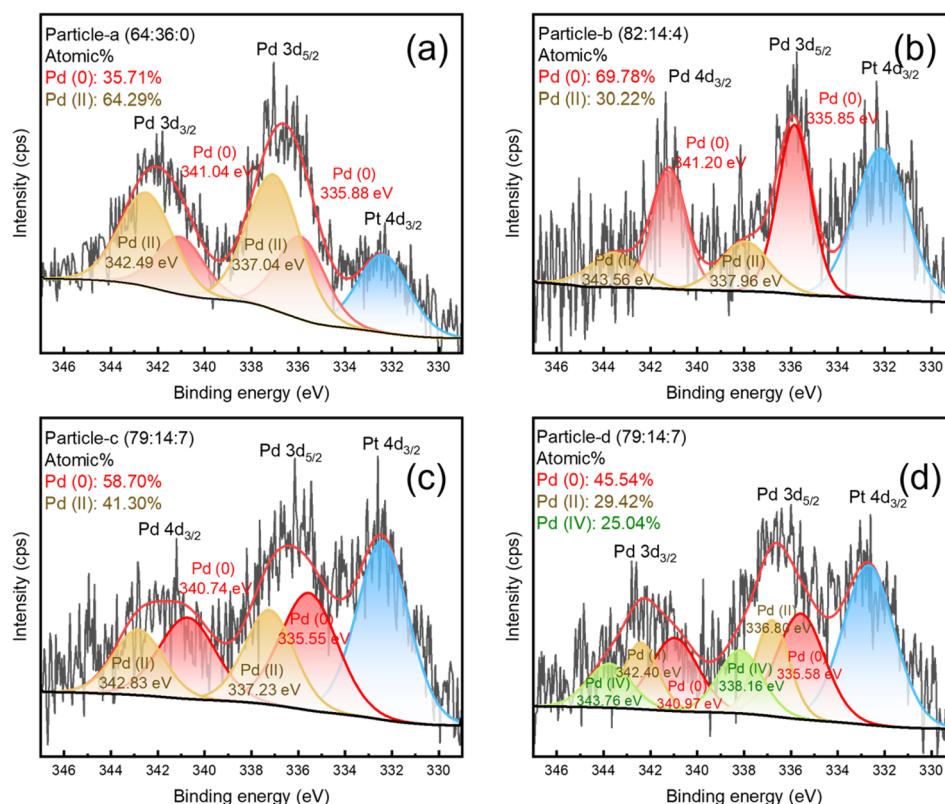 Particle-a (64:36:0)
Atomic%
Pd (0): 35.71%
Pd (II): 64.29%
(a)
Pd 3d5/2
Pd 3d3/2
Pd (0)
341.04 eV
Pd (0)
335.88 eV
Pt 4d3/2
Pd (II)
342.49 eV
Pd (II)
337.04 eV
Intensity (cps)
346 344 342 340 338 336 334 332 330
Binding energy (eV)
Particle-b (82:14:4)
Atomic%
Pd (0): 69.78%
Pd (II): 30.22%
(b)
Pd 3d5/2
Pd 4d3/2
Pt 4d3/2
Pd (0)
335.85 eV
Pd (0)
341.20 eV
Pd (II)
343.56 eV
Pd (II)
337.96 eV
Intensity (cps)
346 344 342 340 338 336 334 332 330
Binding energy (eV)
Particle-c (79:14:7)
Atomic%
Pd (0): 58.70%
Pd (II): 41.30%
(c)
Pd 3d5/2
Pt 4d3/2
Pd 4d3/2
Pd (0)
340.74 eV
Pd (0)
335.55 eV
Pd (II)
342.83 eV
Pd (II)
337.23 eV
Intensity (cps)
346 344 342 340 338 336 334 332 330
Binding energy (eV)
Particle-d (79:14:7)
Atomic%
Pd (0): 45.54%
Pd (II): 29.42%
Pd (IV): 25.04%
(d)
Pd 3d5/2
Pt 4d3/2
Pd 3d3/2
Pd (II)
336.80 eV
Pd (II)
342.40 eV
Pd (0)
335.58 eV
Pd (IV)
338.16 eV
Pd (IV)
343.76 eV
Pd (0)
340.97 eV
Intensity (cps)
346 344 342 340 338 336 334 332 330
Binding energy (eV)